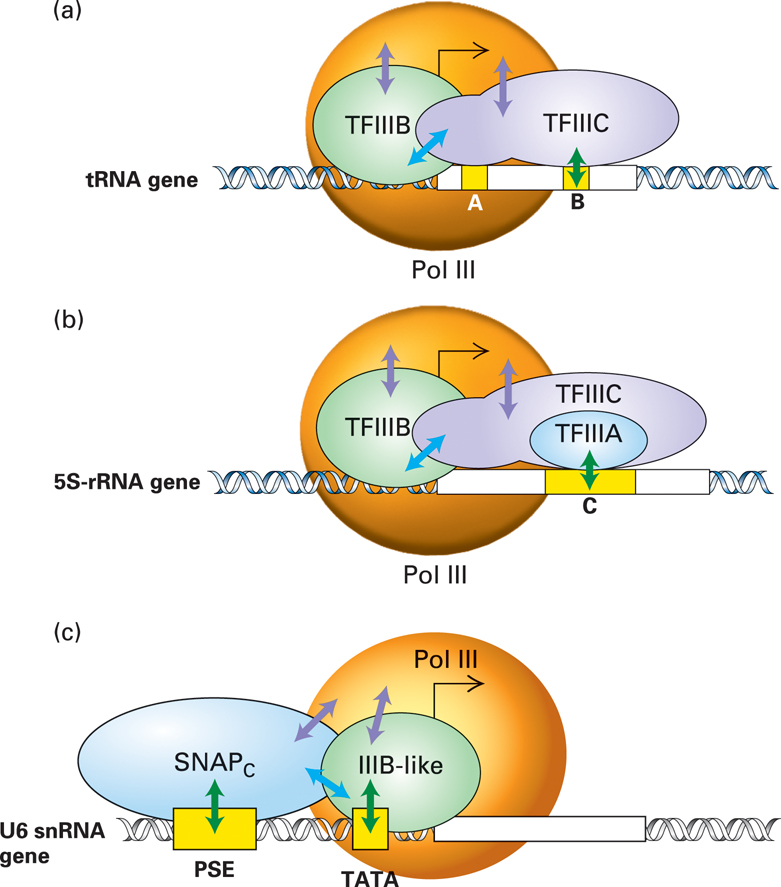 (a)
TFIIIB
TFIIIC
tRNA gene
A
B
Pol III
(b)
TFIIIC
TFIIIB
TFIIIA
5S-rRNA gene
C
Pol III
(c)
Pol III
SNAPC
IIIB-like
U6 snRNA
gene
PSE
TATA